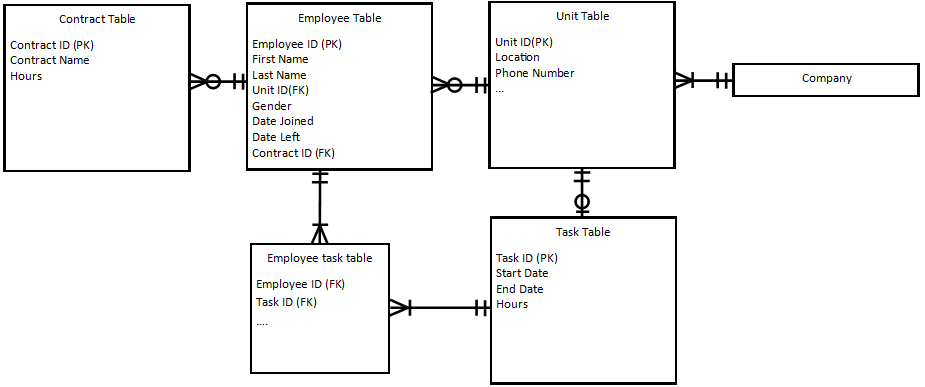 Contract Table
Contract ID (PK)
Contract Name
Hours
Employee Table
Employee ID (PK)
First Name
Last Name
Unit ID(FK)
Gender
Date Joined
Date Left
Contract ID (FK)
Unit Table
Unit ID(PK)
Location
Phone Number
...
Company
Employee task table
Employee ID (FK)
Task ID (FK)
....
Task Table
Task ID (PK)
Start Date
End Date
Hours